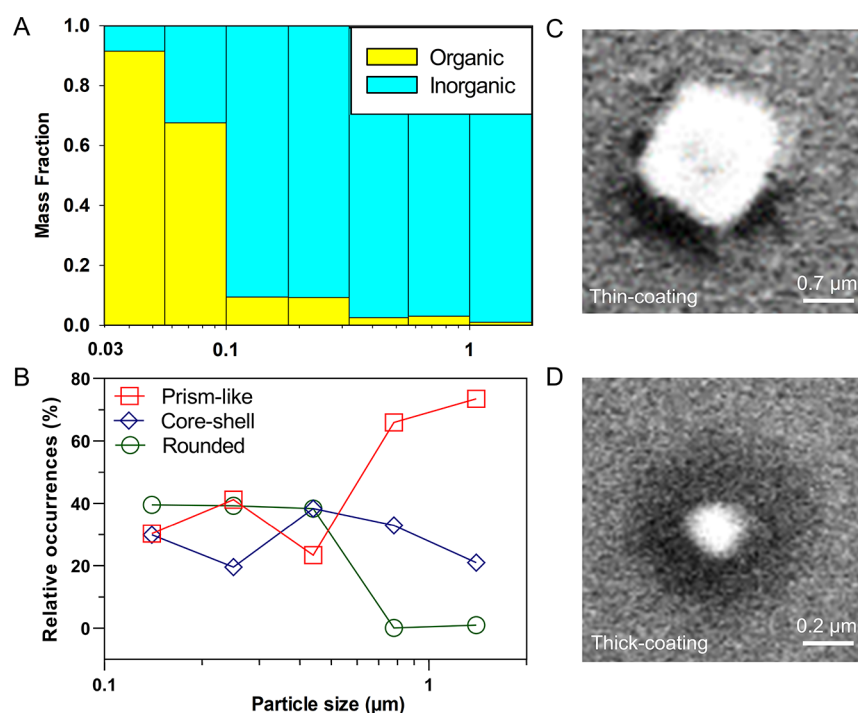 A
1.0
0.8
0.6
0.4
0.2
0.0
Mass Fraction
Organic
Inorganic
0.03
0.1
1
B
80
60
40
20
0
Relative occurrences (%)
Prism-like
Core-shell
Rounded
0.1
1
Particle size (µm)
C
Thin-coating
0.7 µm
D
Thick-coating
0.2 µm